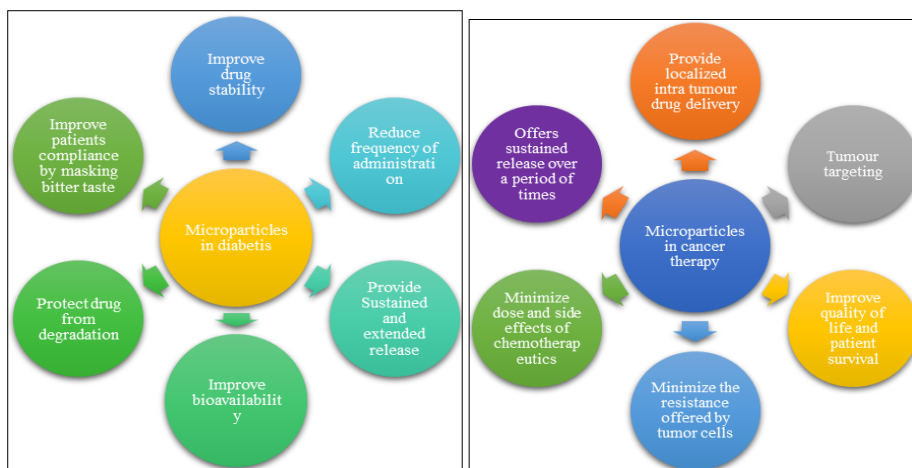 Improve
drug
stability
Reduce
frequency of
administrati
on
Provide
Sustained
and
extended
release
Improve
bioavailabilit
y
Protect drug
from
degradation
Improve
patients
compliance
by masking
bitter taste
Microparticles
in diabetis
Provide
localized
intra tumour
drug delivery
Tumour
targeting
Improve
quality of
life and
patient
survival
Minimize the
resistance
offered by
tumor cells
Minimize
dose and side
effects of
chemotherap
eutics
Offers
sustained
release over
a period of
times
Microparticles
in cancer
therapy